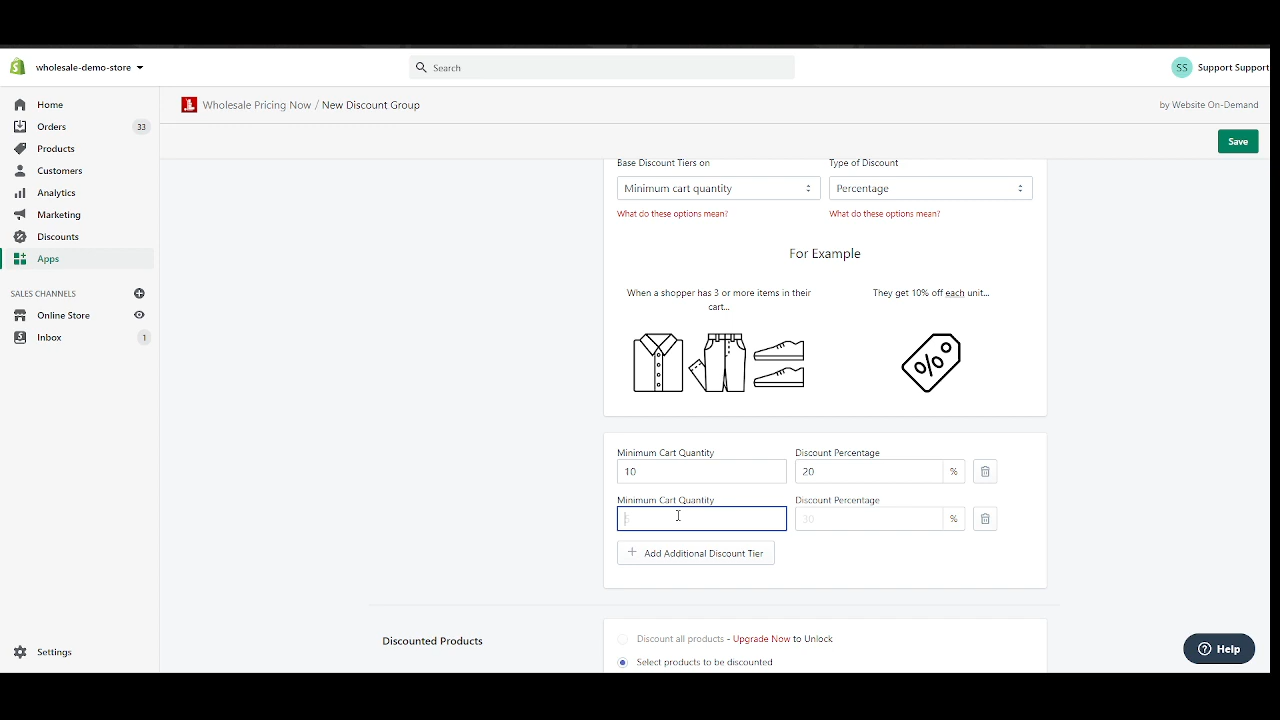 wholesale-demo-store
Search
SS Support Support
Home
Orders 33
Products
Customers
Analytics
Marketing
Discounts
Apps
SALES CHANNELS
Online Store
Inbox 1
Settings
Wholesale Pricing Now / New Discount Group
by Website On-Demand
Save
Base Discount Tiers on
Type of Discount
Minimum cart quantity
Percentage
What do these options mean?
What do these options mean?
For Example
When a shopper has 3 or more items in their
cart...
They get 10% off each unit...
%
Minimum Cart Quantity
Discount Percentage
10
20 %
Minimum Cart Quantity
Discount Percentage
30 %
Add Additional Discount Tier
Discounted Products
Discount all products - Upgrade Now to Unlock
Select products to be discounted
Help